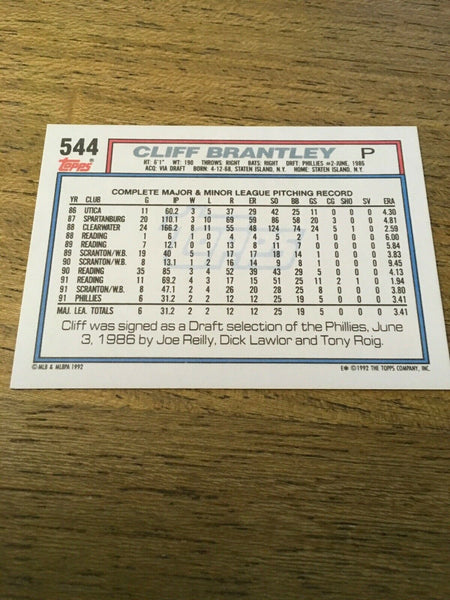 544 CLIFF BRANTLEY P
Topps
HT: 6'1" WT: 190 THROWS: RIGHT BATS: RIGHT DRFT: PHILLIES #2-JUNE, 1986
ACQ: VIA DRAFT BORN: 4-12-68, STATEN ISLAND, N.Y. HOME: STATEN ISLAND, N.Y.
COMPLETE MAJOR & MINOR LEAGUE PITCHING RECORD
YR CLUB G IP W L R ER SO BB GS CG SHO SV ERA
86 UTICA 11 60.2 3 5 37 29 42 25 11 0 0 0 4.30
87 SPARTANBURG 20 110.1 3 10 69 59 86 58 20 0 0 0 4.81
88 CLEARWATER 24 166.2 8 11 55 48 124 74 24 5 1 0 2.59
88 READING 1 6.0 0 1 4 4 5 2 1 0 0 0 6.00
89 READING 7 12.1 0 0 13 8 11 7 0 0 0 0 5.84
89 SCRANTON/W.B. 19 40 5 1 17 17 18 14 1 0 0 0 3.83
90 SCRANTON/W.B. 8 13.1 1 2 16 14 9 8 1 0 0 0 9.45
90 READING 35 85 3 4 52 39 43 29 5 0 0 0 4.13
91 READING 11 69.2 4 3 17 15 51 25 11 2 1 0 1.94
91 SCRANTON/W.B. 8 47.1 2 4 26 20 28 25 8 0 0 0 3.80
91 PHILLIES 6 31.2 2 2 12 12 25 19 5 0 0 0 3.41
MAJ. LEA. TOTALS 6 31.2 2 2 12 12 25 19 5 0 0 0 3.41
Cliff was signed as a Draft selection of the Phillies, June
3, 1986 by Joe Reilly, Dick Lawlor and Tony Roig.
©MLB & MLBPA 1992 E* ©1992 THE TOPPS COMPANY, INC.